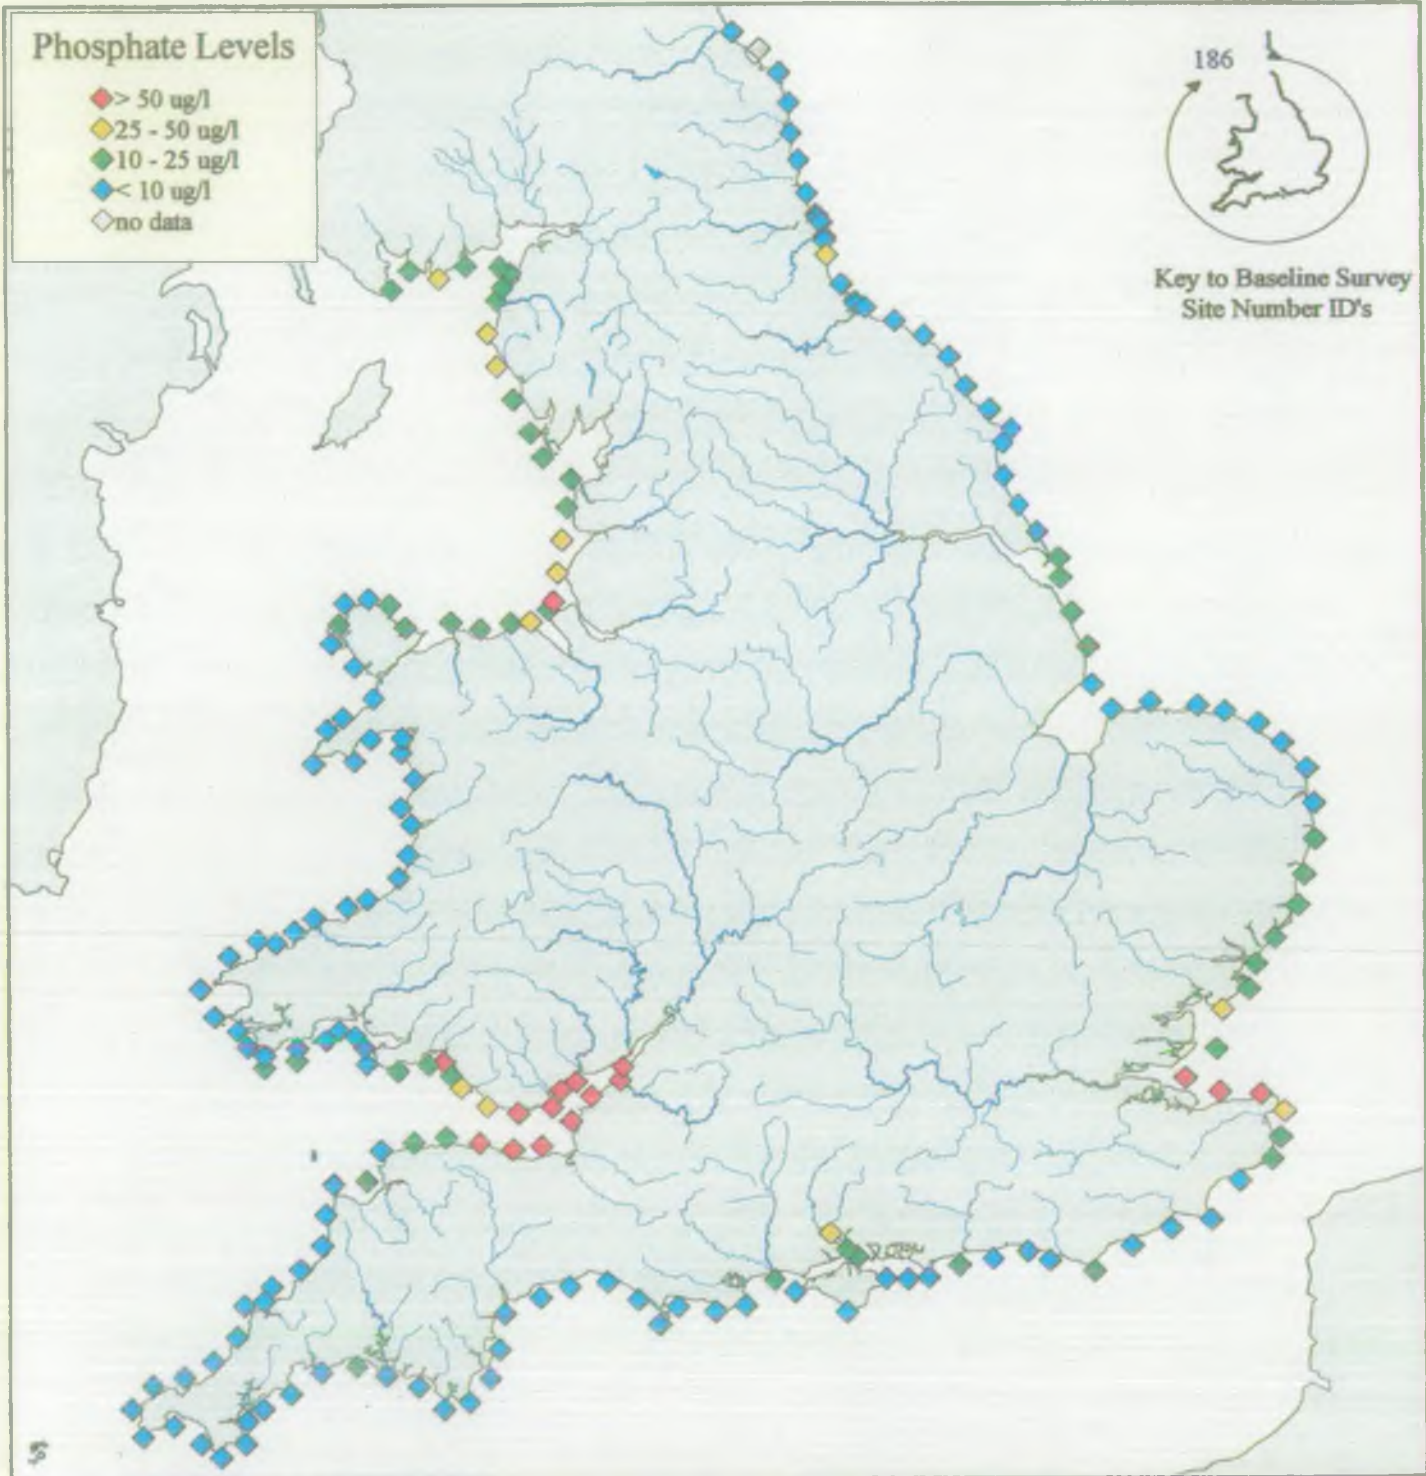 Phosphate Levels
> 50 ug/l
25 - 50 ug/l
10 - 25 ug/l
< 10 ug/l
no data
186
Key to Baseline Survey
Site Number ID's